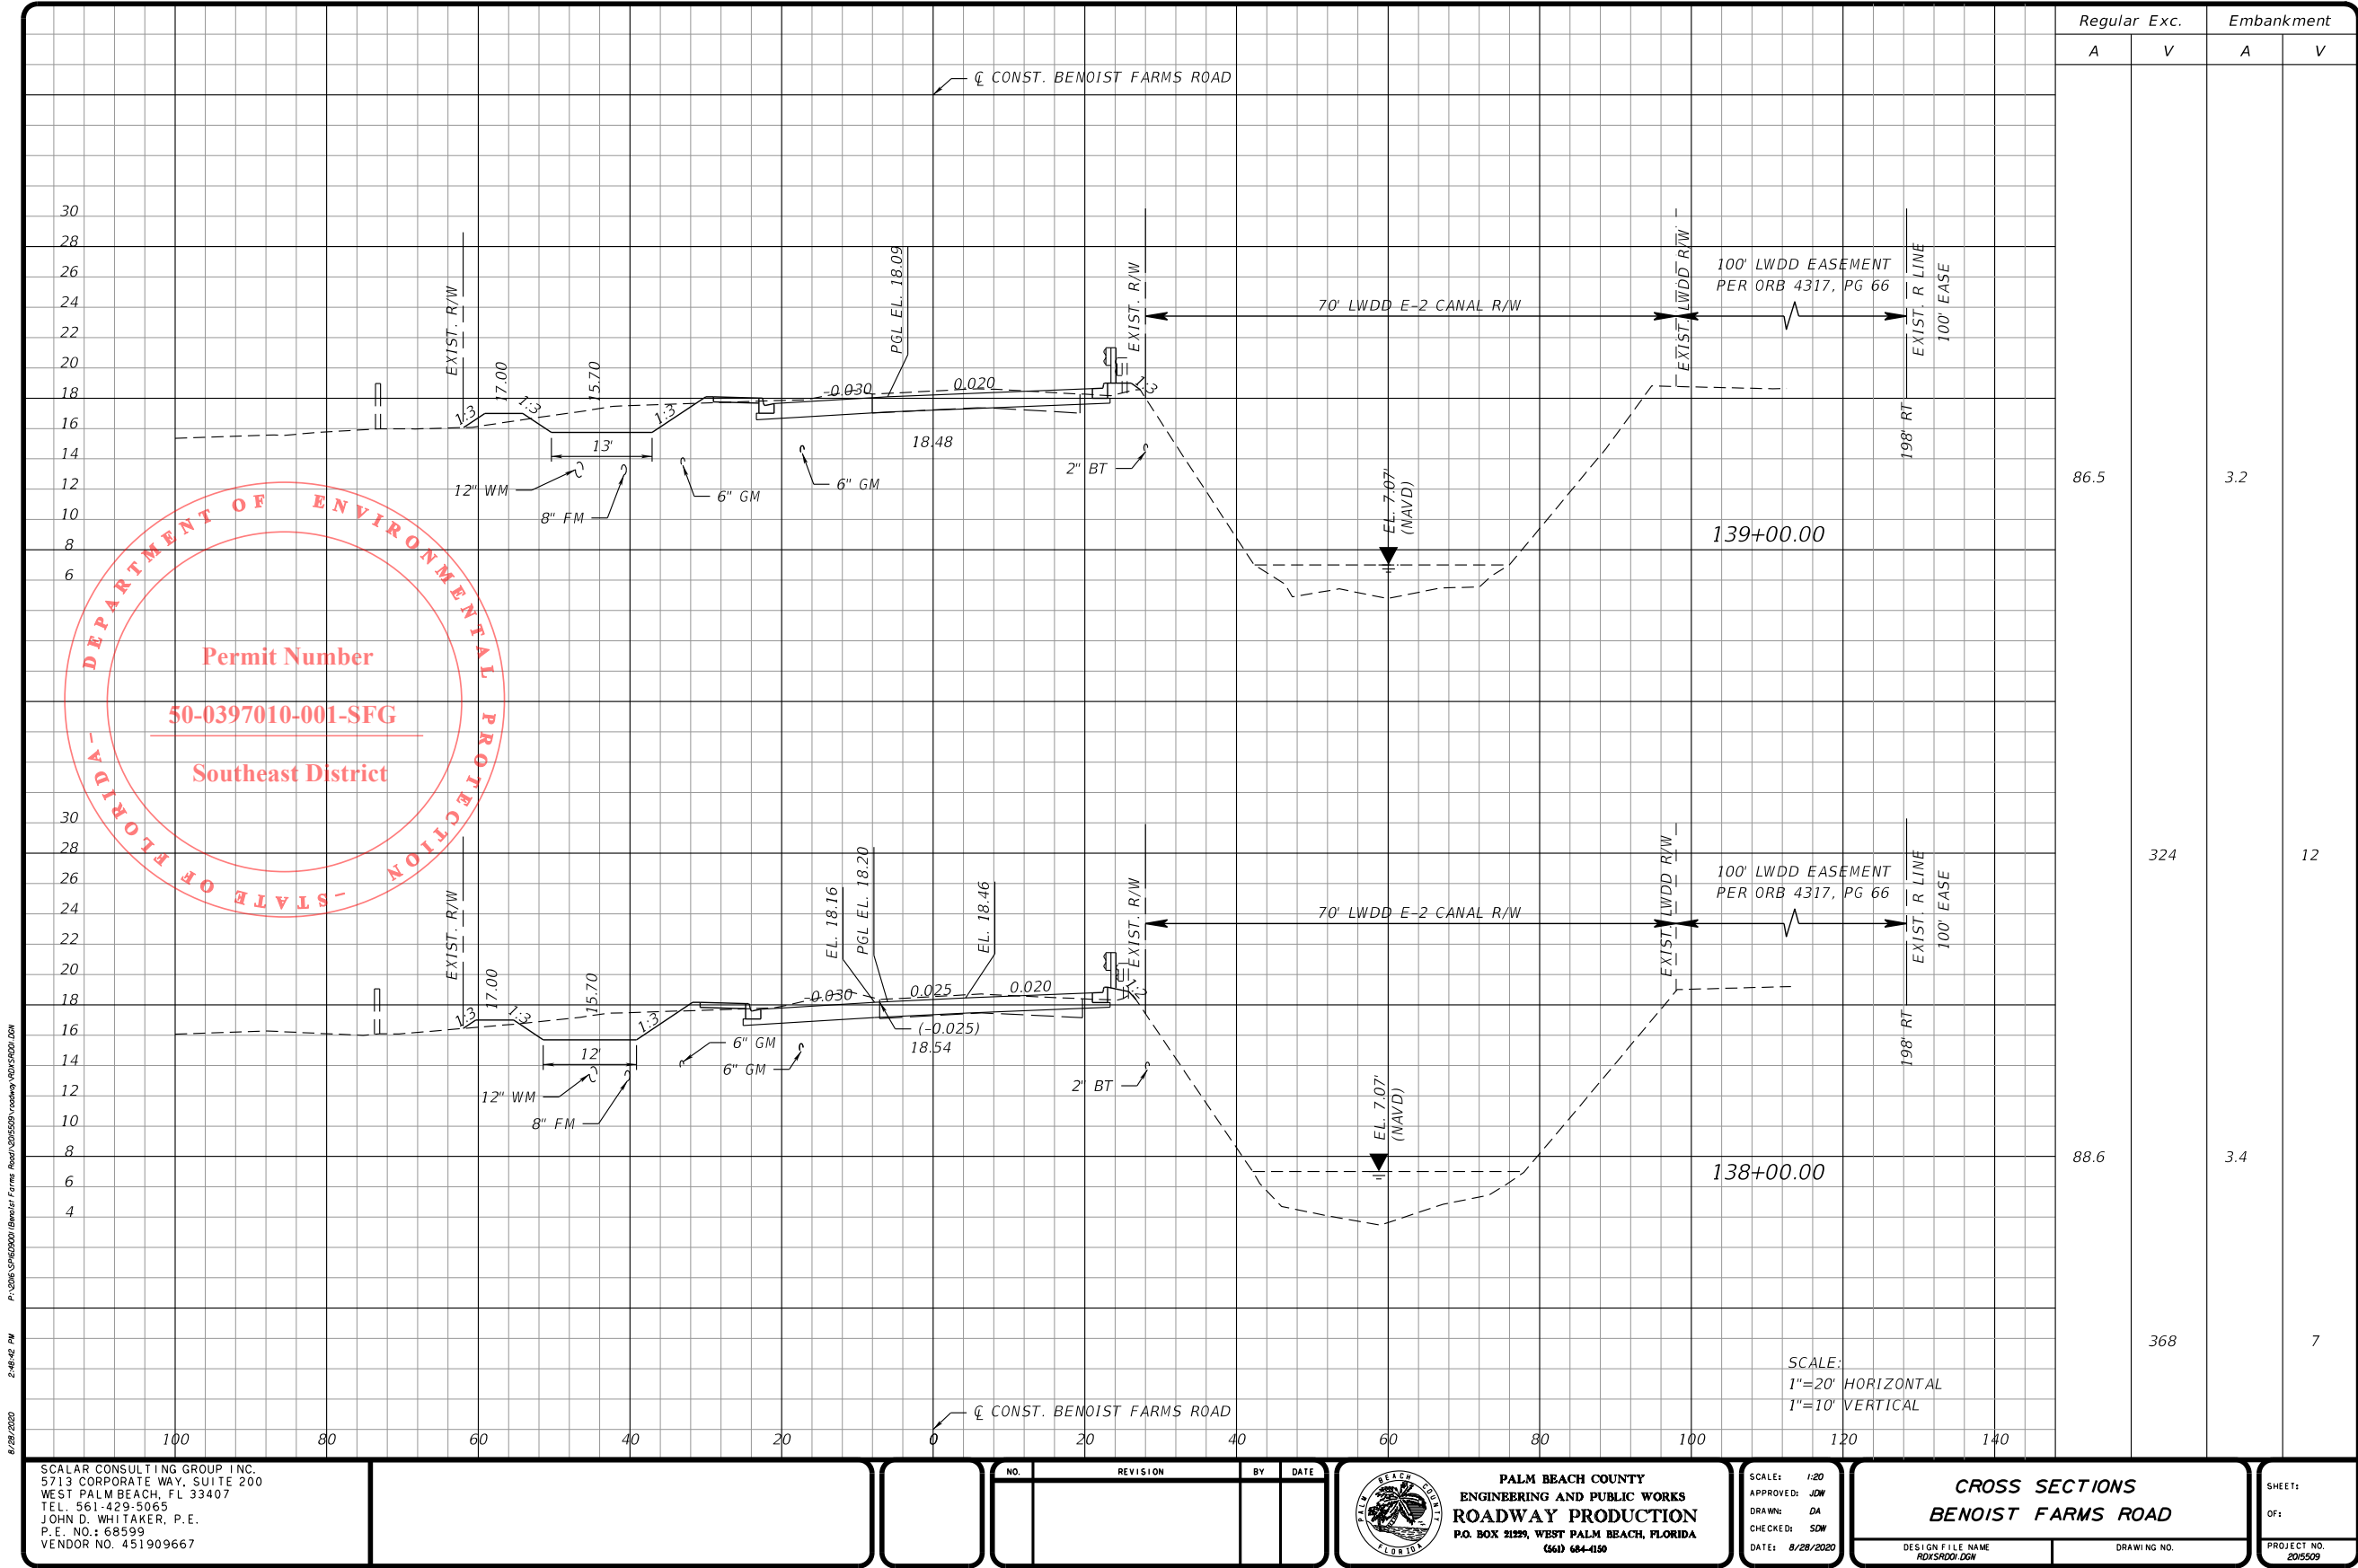 Regular Exc.
Embankment
A
V
A
V
℄ CONST. BENOIST FARMS ROAD
30
28
26
24
22
20
18
16
14
12
10
8
6
EXIST. R/W
17.00
15.70
1:3
1:3
1:3
13'
12" WM
8" FM
6" GM
6" GM
PGL EL. 18.09
-0.030
0.020
18.48
2" BT
1:3
EXIST. R/W
70' LWDD E-2 CANAL R/W
EXIST. LWDD R/W
100' LWDD EASEMENT
PER ORB 4317, PG 66
EXIST. R LINE
100' EASE
198' RT
EL. 7.07'
(NAVD)
139+00.00
86.5
3.2
DEPARTMENT OF ENVIRONMENTAL PROTECTION
-STATE OF FLORIDA-
Permit Number
50-0397010-001-SFG
Southeast District
324
12
30
28
26
24
22
20
18
16
14
12
10
8
6
4
EXIST. R/W
17.00
15.70
1:3
1:3
1:3
12'
12" WM
8" FM
6" GM
6" GM
EL. 18.16
PGL EL. 18.20
EL. 18.46
-0.030
0.025
0.020
(-0.025)
18.54
2" BT
EXIST. R/W
70' LWDD E-2 CANAL R/W
EXIST. LWDD R/W
100' LWDD EASEMENT
PER ORB 4317, PG 66
EXIST. R LINE
100' EASE
198' RT
EL. 7.07'
(NAVD)
138+00.00
88.6
3.4
368
7
SCALE:
1"=20' HORIZONTAL
1"=10' VERTICAL
℄ CONST. BENOIST FARMS ROAD
100
80
60
40
20
0
20
40
60
80
100
120
140
8/28/2020
2:48:42 PM
SCALAR CONSULTING GROUP INC.
5713 CORPORATE WAY, SUITE 200
WEST PALM BEACH, FL 33407
TEL. 561-429-5065
JOHN D. WHITAKER, P.E.
P.E. NO.: 68599
VENDOR NO. 451909667
NO.
REVISION
BY
DATE
PALM BEACH COUNTY
FLORIDA
PALM BEACH COUNTY
ENGINEERING AND PUBLIC WORKS
ROADWAY PRODUCTION
P.O. BOX 21229, WEST PALM BEACH, FLORIDA
(561) 684-4150
SCALE: 1:20
APPROVED: JDW
DRAWN: DA
CHECKED: SDW
DATE: 8/28/2020
CROSS SECTIONS
BENOIST FARMS ROAD
DESIGN FILE NAME
RDXSRD01.DGN
DRAWING NO.
SHEET:
OF:
PROJECT NO.
2015509